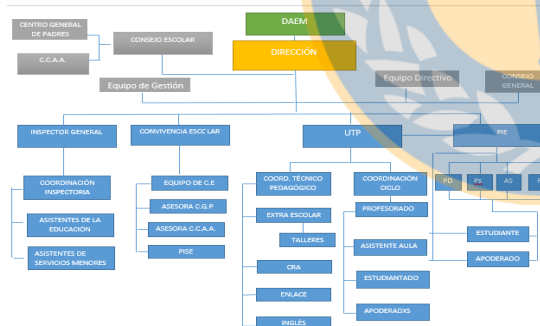 DAEM
CENTRO GENERAL
DE PADRES
CONSEJO ESCOLAR
DIRECCIÓN
C.C.A.A.
Equipo de Gestión
Equipo Directivo
CONSEJO
GENERAL
INSPECTOR GENERAL
CONVIVENCIA ESCC LAR
UTP
PIE
COORDINACIÓN
INSPECTORIA
EQUIPO DE C.E
COORD. TÉCNICO
PEDAGÓGICO
COORDINACIÓN
CICLO
PD
Ps
AS
ASISTENTES DE LA
EDUCACIÓN
ASESORA C.G.P
EXTRA ESCOLAR
PROFESORADO
ASESORA C.C.A.A.
TALLERES
ESTUDIANTE
ASISTENTES DE
SERVICIOS MENORES
PISE
ASISTENTE AULA
APODERADO
CRA
ESTUDIANTADO
ENLACE
APODERADXS
INGLÉS